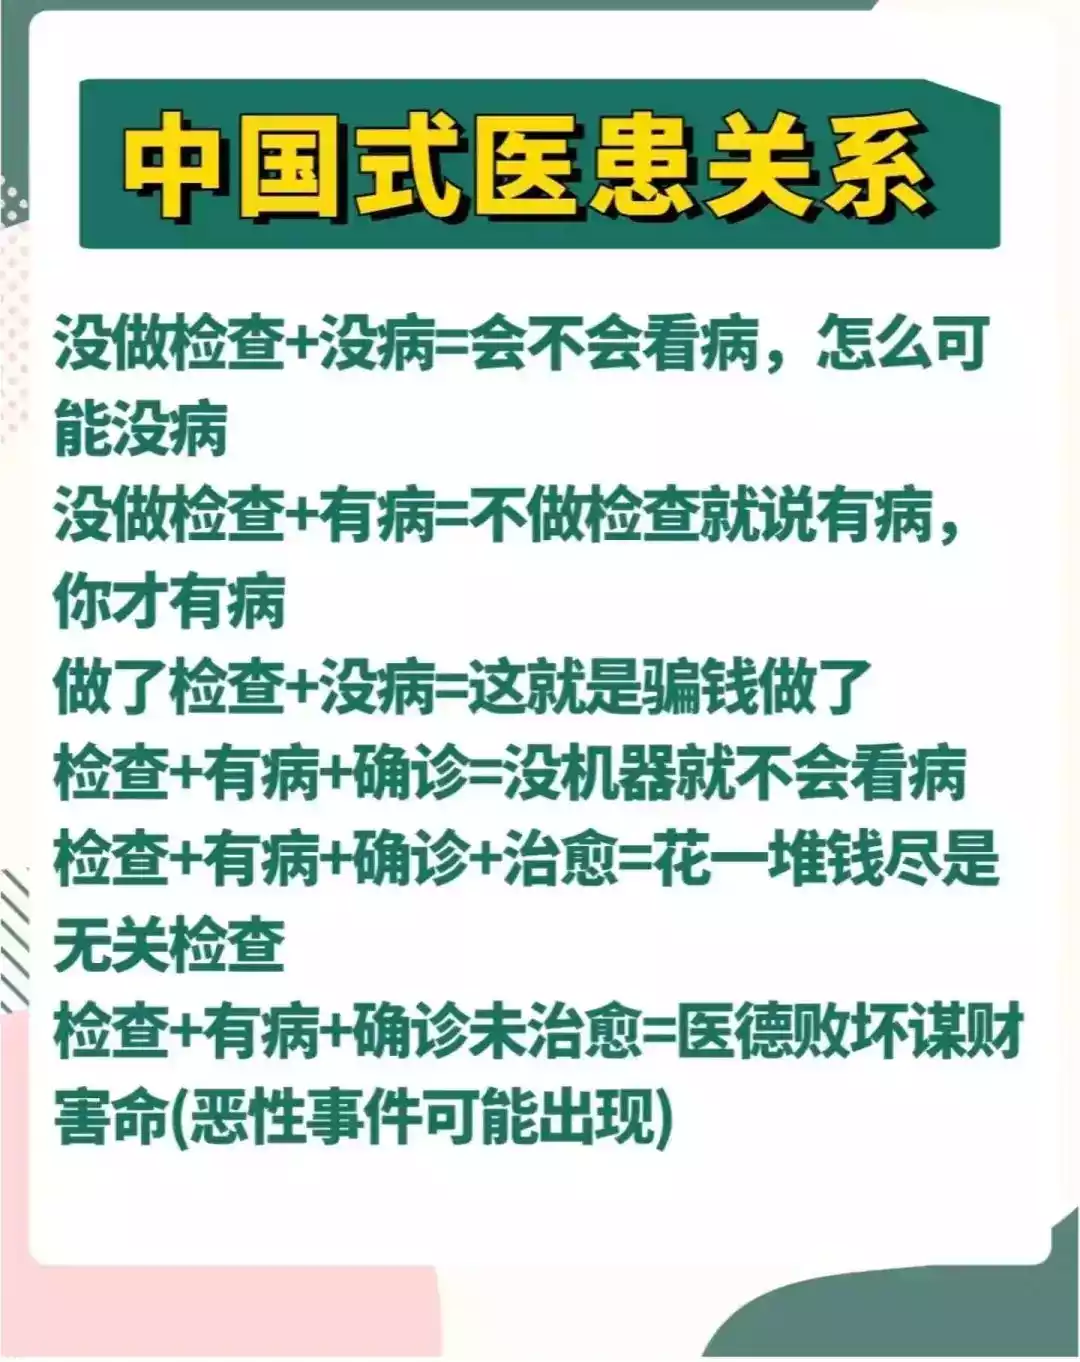 中国式医患关系
没做检查+没病=会不会看病，怎么可
能没病
没做检查+有病=不做检查就说有病，
你才有病
做了检查+没病=这就是骗钱做了
检查+有病+确诊=没机器就不会看病
检查+有病+确诊+治愈=花一堆钱尽是
无关检查
检查+有病+确诊未治愈=医德败坏谋财
害命(恶性事件可能出现)